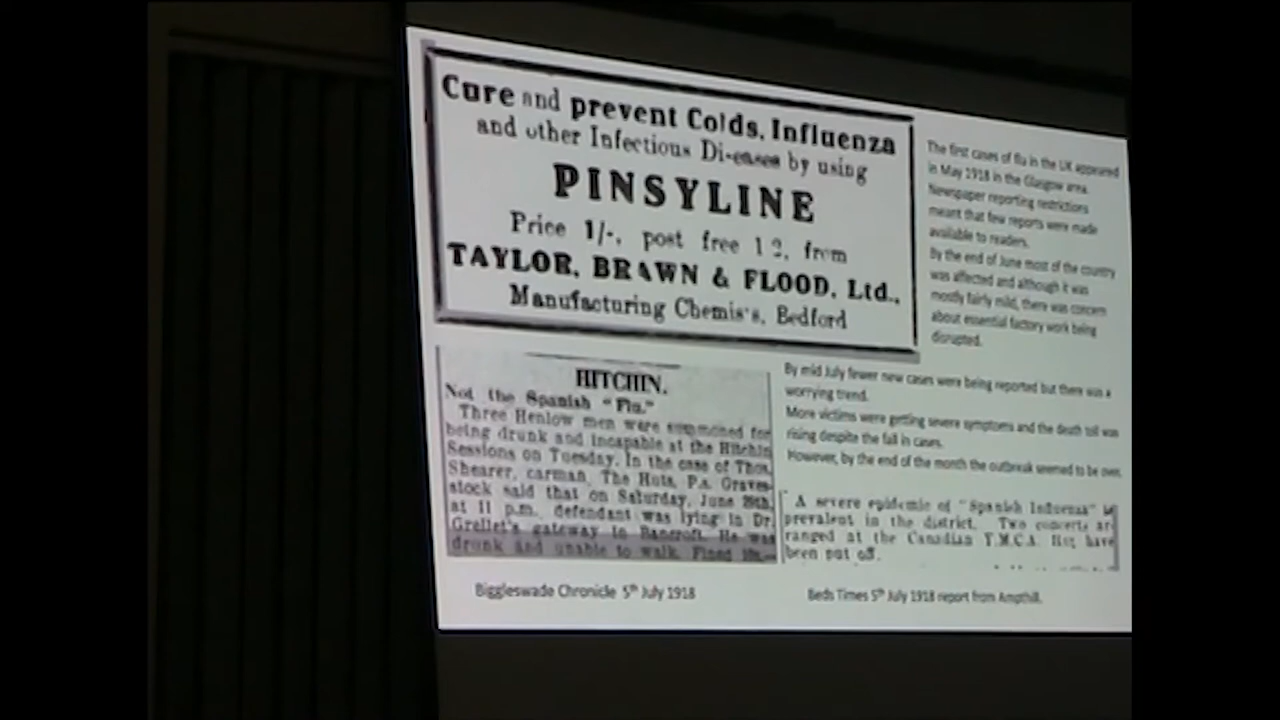 Cure and prevent Colds, Influenza
and other Infectious Di-eases by using
PINSYLINE
Price 1/-, post free 1 2, from
TAYLOR, BRAWN & FLOOD, Ltd.,
Manufacturing Chemis's, Bedford
The first cases of flu in the UK appeared
in May 1918 in the Glasgow area.
Newspaper reporting restrictions
meant that few reports were made
available to readers.
By the end of June most of the country
was affected and although it was
mostly fairly mild, there was concern
about essential factory work being
disrupted.
By mid July fewer new cases were being reported but there was a
worrying trend.
More victims were getting severe symptoms and the death toll was
rising despite the fall in cases.
However, by the end of the month the outbreak seemed to be over.
HITCHIN.
Not the Spanish "Flu."
Three Henlow men were summoned for
being drunk and incapable at the Hitchin
Sessions on Tuesday. In the case of Thos.
Shearer, carman, The Huts, P.s. Graves-
stock said that on Saturday, June 29th,
at 11 p.m. defendant was lying in Dr.
Grellet's gateway in Bancroft. He was
drunk and unable to walk. Fined
Biggleswade Chronicle 5th July 1918
A severe epidemic of "Spanish Influenza" is
prevalent in the district. Two concerts ar
ranged at the Canadian Y.M.C.A. Hut have
been put off.
Beds Times 5th July 1918 report from Ampthill.